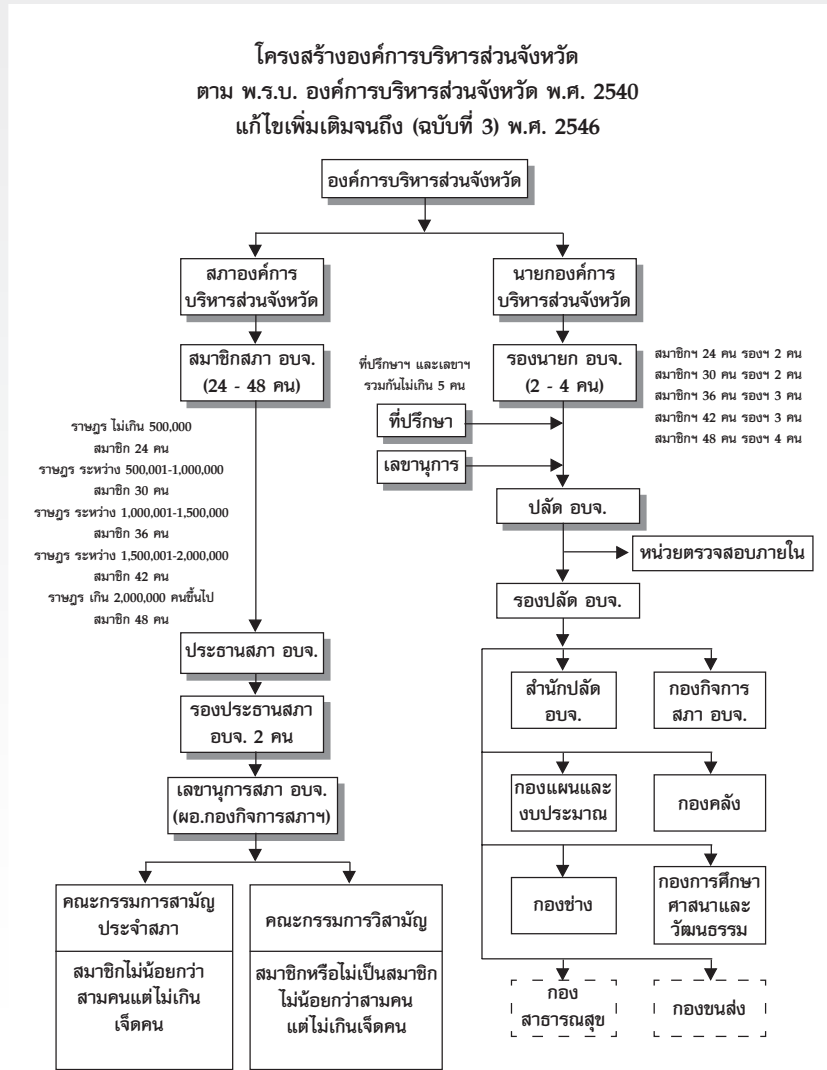 โครงสร้างองค์การบริหารส่วนจังหวัด
ตาม พ.ร.บ. องค์การบริหารส่วนจังหวัด พ.ศ. 2540
แก้ไขเพิ่มเติมจนถึง (ฉบับที่ 3) พ.ศ. 2546
องค์การบริหารส่วนจังหวัด
สภาองค์การ
บริหารส่วนจังหวัด
นายกองค์การ
บริหารส่วนจังหวัด
สมาชิกสภา อบจ.
(24 - 48 คน)
ที่ปรึกษาฯ และเลขาฯ
รวมกันไม่เกิน 5 คน
รองนายก อบจ.
(2 - 4 คน)
สมาชิกฯ 24 คน รองฯ 2 คน
สมาชิกฯ 30 คน รองฯ 2 คน
สมาชิกฯ 36 คน รองฯ 3 คน
สมาชิกฯ 42 คน รองฯ 3 คน
สมาชิกฯ 48 คน รองฯ 4 คน
ราษฎร ไม่เกิน 500,000
สมาชิก 24 คน
ราษฎร ระหว่าง 500,001-1,000,000
สมาชิก 30 คน
ราษฎร ระหว่าง 1,000,001-1,500,000
สมาชิก 36 คน
ราษฎร ระหว่าง 1,500,001-2,000,000
สมาชิก 42 คน
ราษฎร เกิน 2,000,000 คนขึ้นไป
สมาชิก 48 คน
ที่ปรึกษา
เลขานุการ
ปลัด อบจ.
หน่วยตรวจสอบภายใน
รองปลัด อบจ.
ประธานสภา อบจ.
รองประธานสภา
อบจ. 2 คน
เลขานุการสภา อบจ.
(ผอ.กองกิจการสภาฯ)
สำนักปลัด
อบจ.
กองกิจการ
สภา อบจ.
กองแผนและ
งบประมาณ
กองคลัง
กองช่าง
กองการศึกษา
ศาสนาและ
วัฒนธรรม
กอง
สาธารณสุข
กองขนส่ง
คณะกรรมการสามัญ
ประจำสภา
สมาชิกไม่น้อยกว่า
สามคนแต่ไม่เกิน
เจ็ดคน
คณะกรรมการวิสามัญ
สมาชิกหรือไม่เป็นสมาชิก
ไม่น้อยกว่าสามคน
แต่ไม่เกินเจ็ดคน